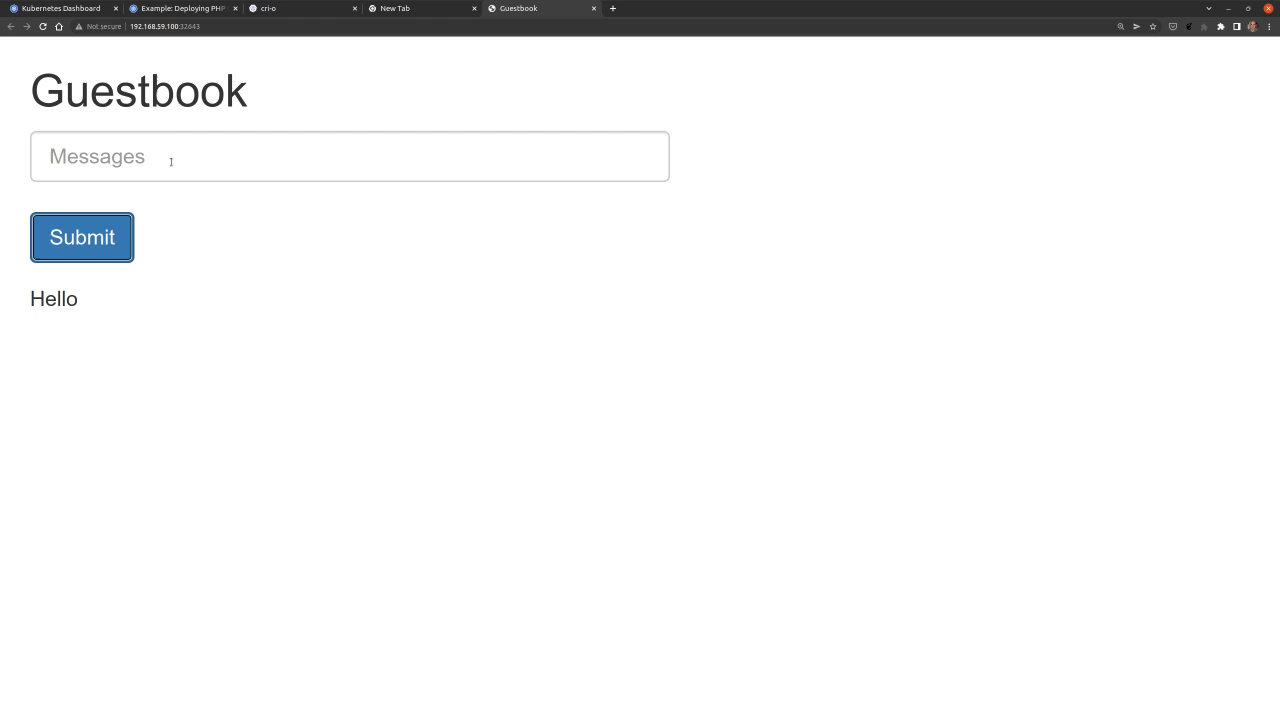 Kubernetes Dashboard
Example: Deploying PHP
cri-o
New Tab
Guestbook
Not secure
192.168.59.100:32643
Guestbook
Messages
Submit
Hello